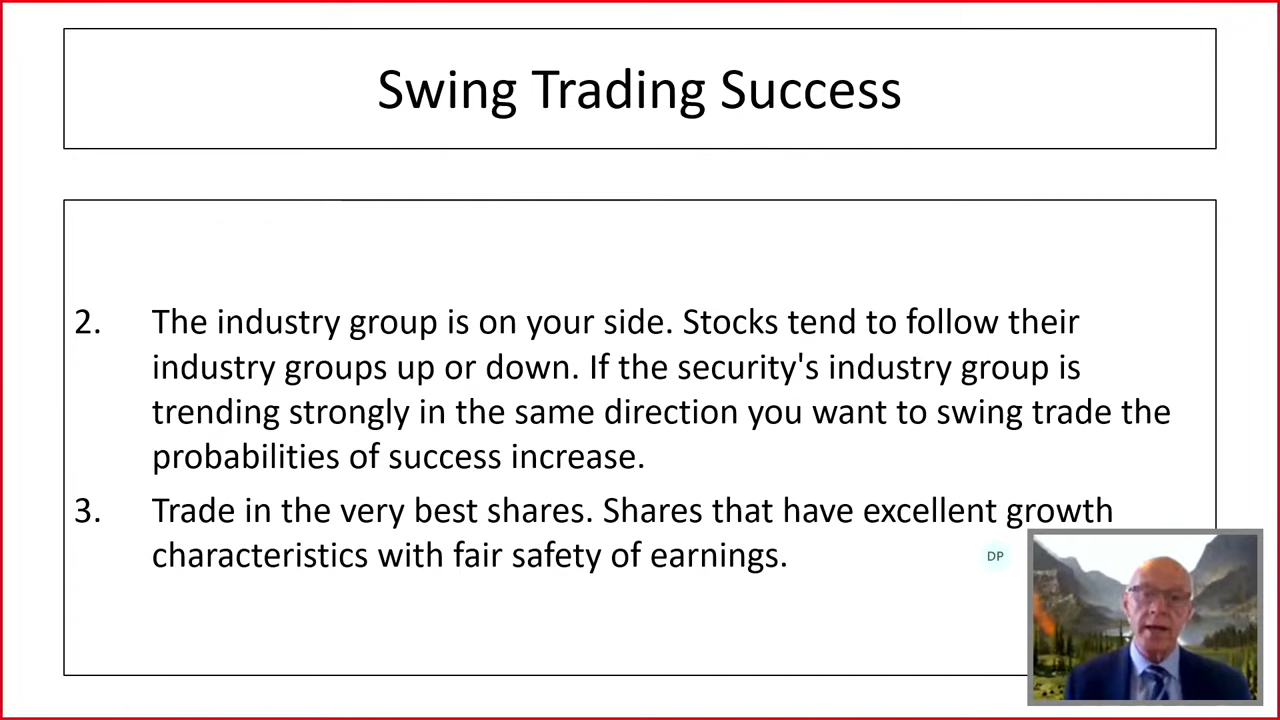 Swing Trading Success
2. The industry group is on your side. Stocks tend to follow their
industry groups up or down. If the security's industry group is
trending strongly in the same direction you want to swing trade the
probabilities of success increase.
3. Trade in the very best shares. Shares that have excellent growth
characteristics with fair safety of earnings.
DP